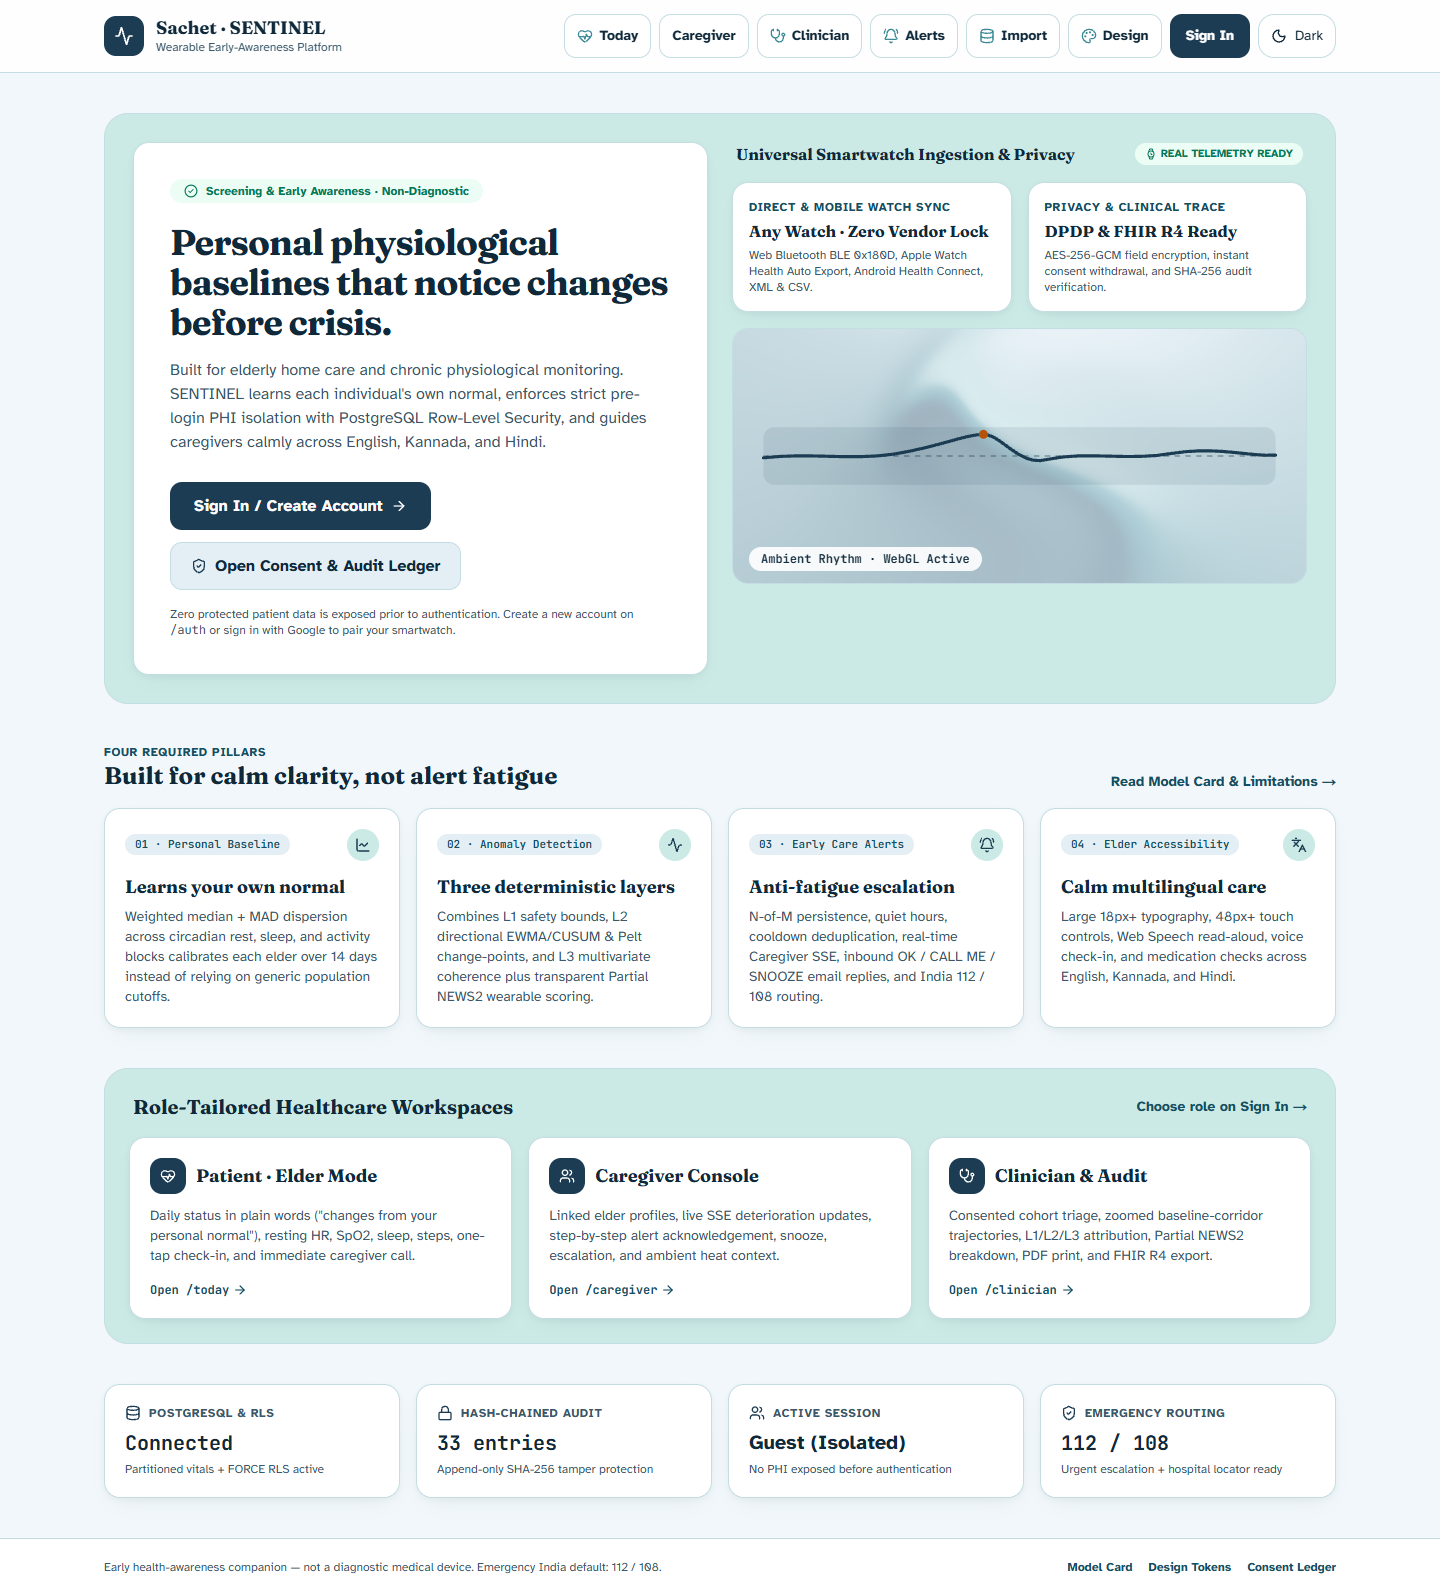 Sachet · SENTINEL
Wearable Early-Awareness Platform
Today
Caregiver
Clinician
Alerts
Import
Design
Sign In
Dark
Screening & Early Awareness · Non-Diagnostic
Personal physiological
baselines that notice changes
before crisis.
Built for elderly home care and chronic physiological monitoring.
SENTINEL learns each individual's own normal, enforces strict pre-
login PHI isolation with PostgreSQL Row-Level Security, and guides
caregivers calmly across English, Kannada, and Hindi.
Sign In / Create Account →
Open Consent & Audit Ledger
Zero protected patient data is exposed prior to authentication. Create a new account on
/auth or sign in with Google to pair your smartwatch.
Universal Smartwatch Ingestion & Privacy
REAL TELEMETRY READY
DIRECT & MOBILE WATCH SYNC
Any Watch · Zero Vendor Lock
Web Bluetooth BLE 0x180D, Apple Watch
Health Auto Export, Android Health Connect,
XML & CSV.
PRIVACY & CLINICAL TRACE
DPDP & FHIR R4 Ready
AES-256-GCM field encryption, instant
consent withdrawal, and SHA-256 audit
verification.
Ambient Rhythm · WebGL Active
FOUR REQUIRED PILLARS
Built for calm clarity, not alert fatigue
Read Model Card & Limitations →
01 · Personal Baseline
Learns your own normal
Weighted median + MAD dispersion
across circadian rest, sleep, and activity
blocks calibrates each elder over 14 days
instead of relying on generic population
cutoffs.
02 · Anomaly Detection
Three deterministic layers
Combines L1 safety bounds, L2
directional EWMA/CUSUM & Pelt
change-points, and L3 multivariate
coherence plus transparent Partial
NEWS2 wearable scoring.
03 · Early Care Alerts
Anti-fatigue escalation
N-of-M persistence, quiet hours,
cooldown deduplication, real-time
Caregiver SSE, inbound OK / CALL ME /
SNOOZE email replies, and India 112 /
108 routing.
04 · Elder Accessibility
Calm multilingual care
Large 18px+ typography, 48px+ touch
controls, Web Speech read-aloud, voice
check-in, and medication checks across
English, Kannada, and Hindi.
Role-Tailored Healthcare Workspaces
Choose role on Sign In →
Patient · Elder Mode
Daily status in plain words ("changes from your
personal normal"), resting HR, SpO2, sleep, steps, one-
tap check-in, and immediate caregiver call.
Open /today →
Caregiver Console
Linked elder profiles, live SSE deterioration updates,
step-by-step alert acknowledgement, snooze,
escalation, and ambient heat context.
Open /caregiver →
Clinician & Audit
Consented cohort triage, zoomed baseline-corridor
trajectories, L1/L2/L3 attribution, Partial NEWS2
breakdown, PDF print, and FHIR R4 export.
Open /clinician →
POSTGRESQL & RLS
Connected
Partitioned vitals + FORCE RLS active
HASH-CHAINED AUDIT
33 entries
Append-only SHA-256 tamper protection
ACTIVE SESSION
Guest (Isolated)
No PHI exposed before authentication
EMERGENCY ROUTING
112 / 108
Urgent escalation + hospital locator ready
Early health-awareness companion — not a diagnostic medical device. Emergency India default: 112 / 108.
Model Card
Design Tokens
Consent Ledger